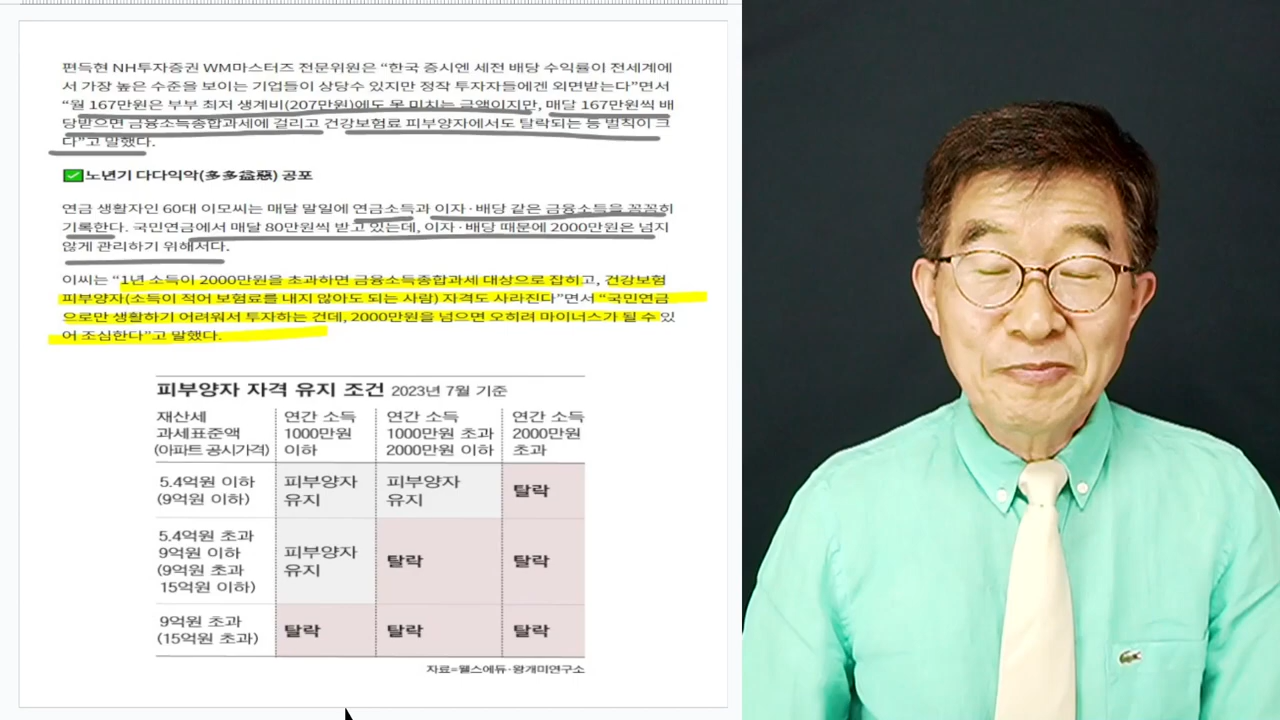 편득현 NH투자증권 WM마스터즈 전문위원은 “한국 증시엔 세전 배당 수익률이 전세계에
서 가장 높은 수준을 보이는 기업들이 상당수 있지만 정작 투자자들에겐 외면받는다”면서
“월 167만원은 부부 최저 생계비(207만원)에도 못 미치는 금액이지만, 매달 167만원씩 배
당받으면 금융소득종합과세에 걸리고 건강보험료 피부양자에서도 탈락되는 등 벌칙이 크
다”고 말했다.
✅노년기 다다익악(多多益惡) 공포
연금 생활자인 60대 이모씨는 매달 말일에 연금소득과 이자·배당 같은 금융소득을 꼼꼼히
기록한다. 국민연금에서 매달 80만원씩 받고 있는데, 이자·배당 때문에 2000만원은 넘지
않게 관리하기 위해서다.
이씨는 “1년 소득이 2000만원을 초과하면 금융소득종합과세 대상으로 잡히고, 건강보험
피부양자(소득이 적어 보험료를 내지 않아도 되는 사람) 자격도 사라진다”면서 “국민연금
으로만 생활하기 어려워서 투자하는 건데, 2000만원을 넘으면 오히려 마이너스가 될 수 있
어 조심한다”고 말했다.
피부양자 자격 유지 조건 2023년 7월 기준
재산세 과세표준액 (아파트 공시가격) 연간 소득 1000만원 이하 연간 소득 1000만원 초과 2000만원 이하 연간 소득 2000만원 초과
5.4억원 이하 (9억원 이하) 피부양자 유지 피부양자 유지 탈락
5.4억원 초과 9억원 이하 (9억원 초과 15억원 이하) 피부양자 유지 탈락 탈락
9억원 초과 (15억원 초과) 탈락 탈락 탈락
자료=웰스에듀·왕개미연구소